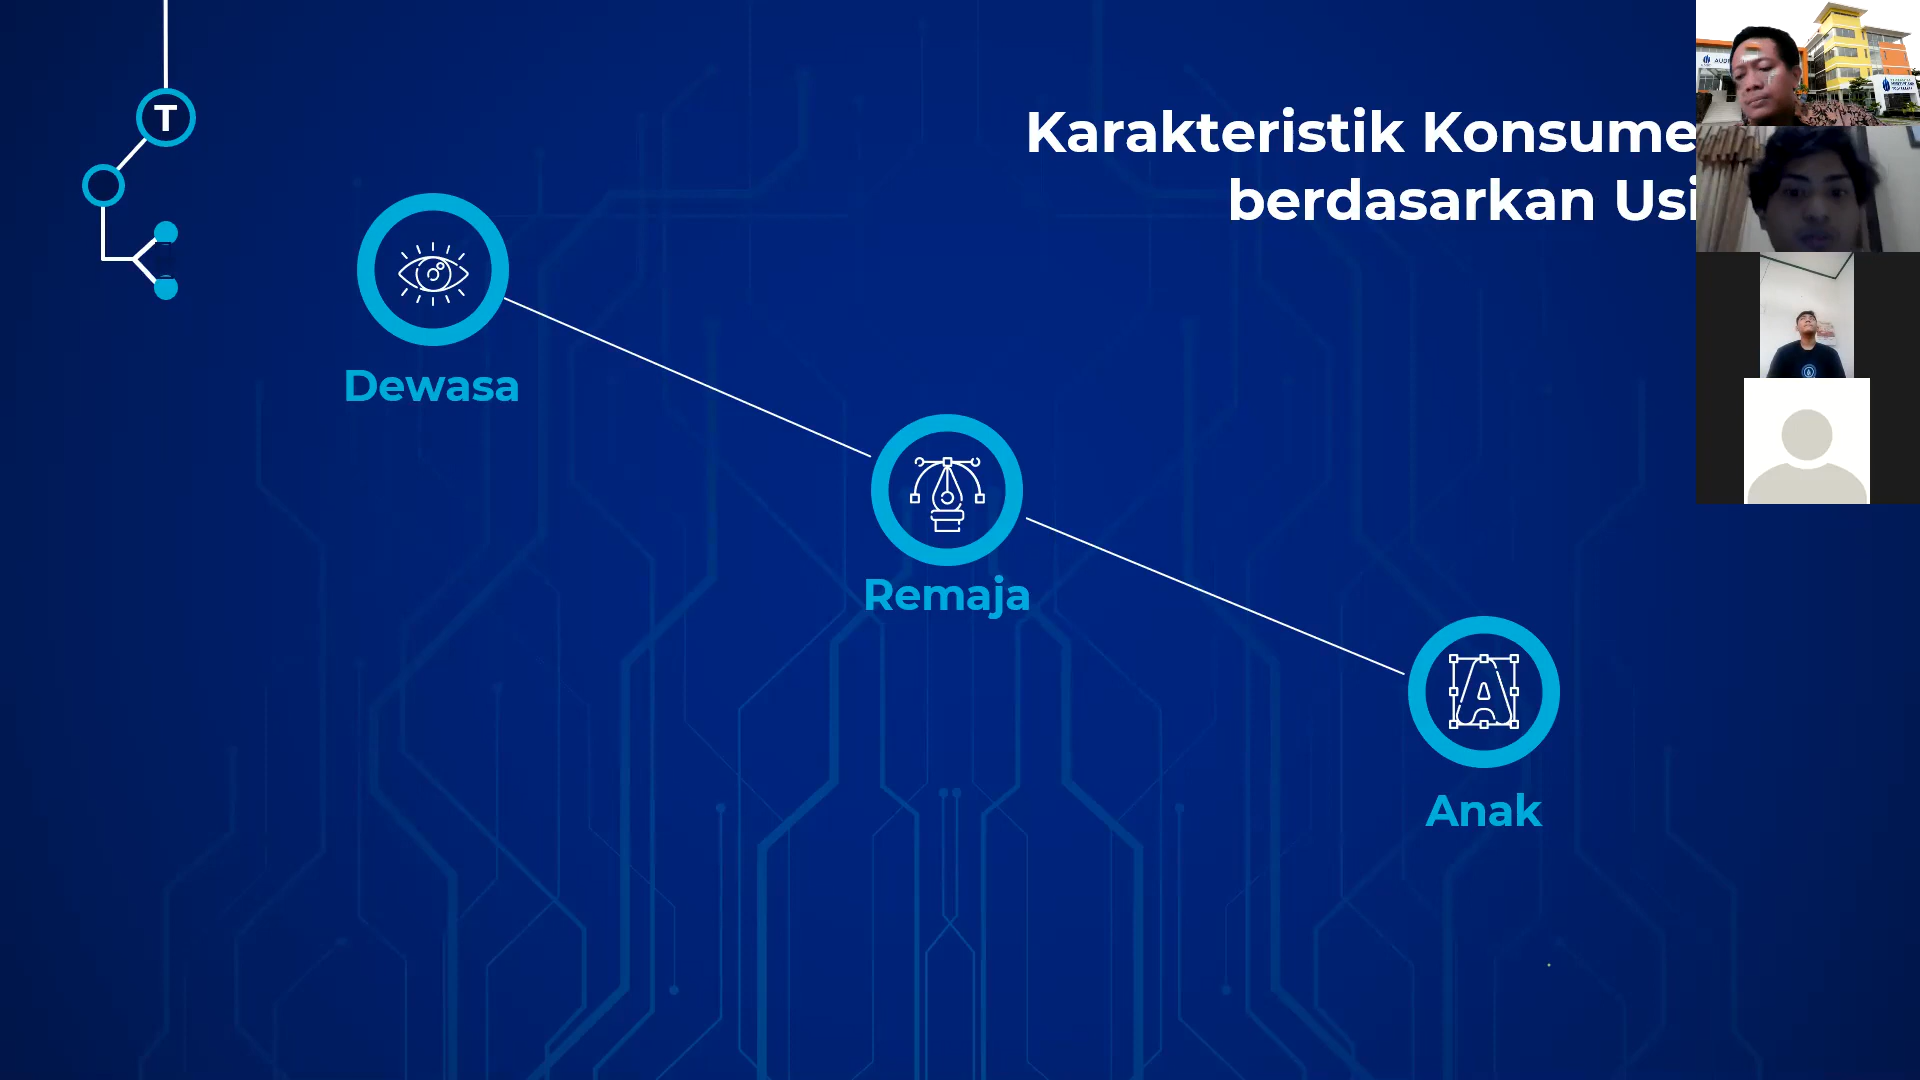 T
Karakteristik Konsume
berdasarkan Usi
Dewasa
Remaja
A
Anak